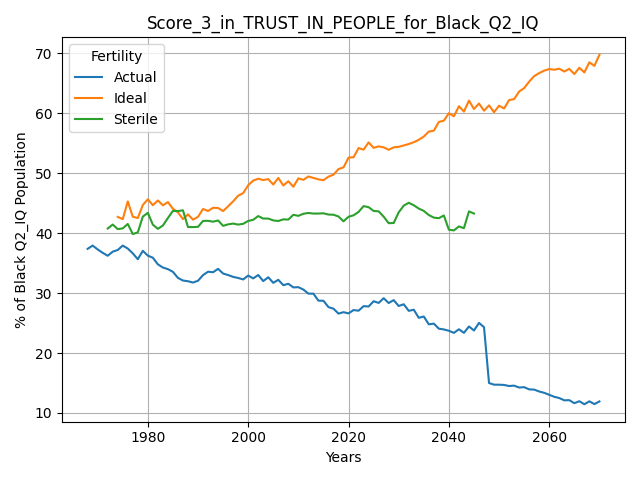 Score_3_in_TRUST_IN_PEOPLE_for_Black_Q2_IQ
Fertility
Actual
Ideal
Sterile
% of Black Q2_IQ Population
70
60
50
40
30
20
10
1980 2000 2020 2040 2060
Years